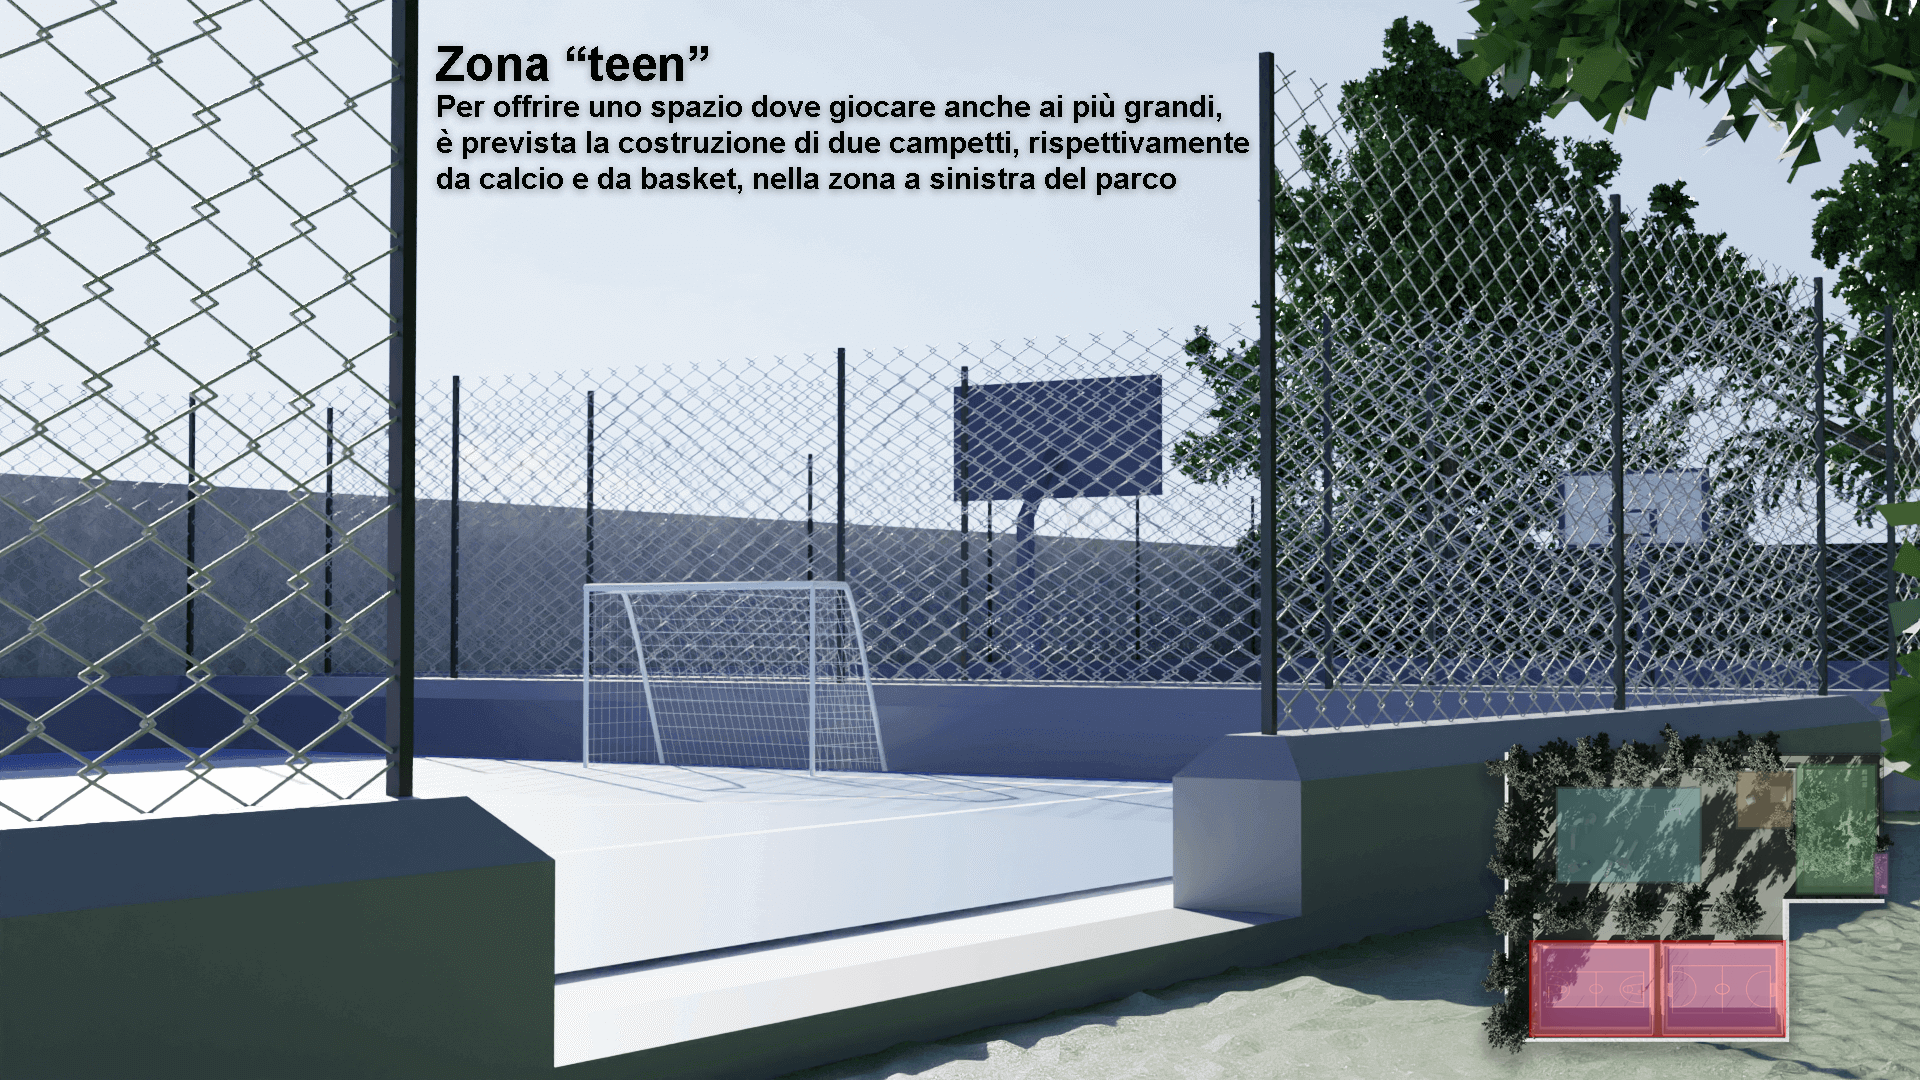 Zona “teen”
Per offrire uno spazio dove giocare anche ai più grandi,
è prevista la costruzione di due campetti, rispettivamente
da calcio e da basket, nella zona a sinistra del parco